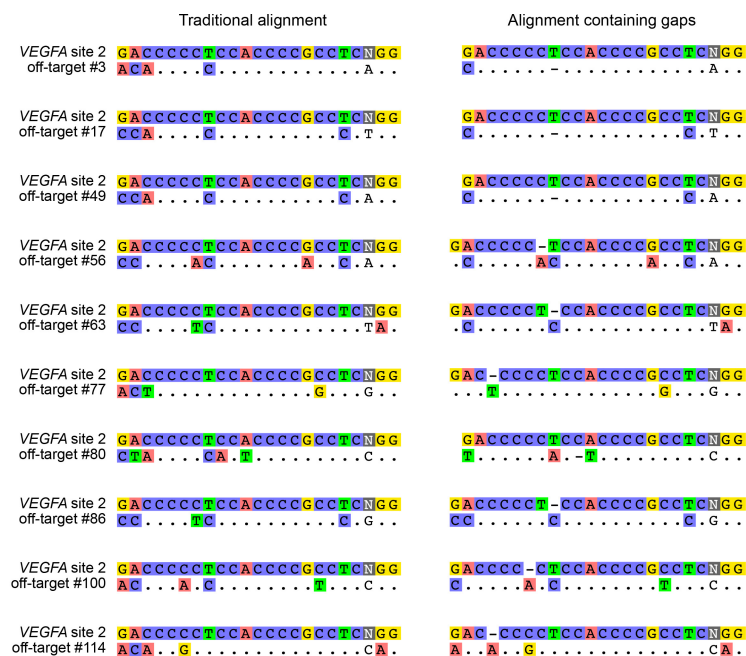 Traditional alignment Alignment containing gaps
VEGFA site 2 GACCCCCTCCACCCCGCCTCNGG GACCCCCTCCACCCCGCCTCNGG
off-target #3 ACA....C............A.. C......-............A..
VEGFA site 2 GACCCCCTCCACCCCGCCTCNGG GACCCCCTCCACCCCGCCTCNGG
off-target #17 CCA....C..........C.T.. C......-..........C.T..
VEGFA site 2 GACCCCCTCCACCCCGCCTCNGG GACCCCCTCCACCCCGCCTCNGG
off-target #49 CCA....C..........C.A.. C......-..........C.A..
VEGFA site 2 GACCCCCTCCACCCCGCCTCNGG GACCCCC-TCCACCCCGCCTCNGG
off-target #56 CC....AC.......A..C.A.. .C.....AC.......A..C.A..
VEGFA site 2 GACCCCCTCCACCCCGCCTCNGG GACCCCCT-CCACCCCGCCTCNGG
off-target #63 CC....TC............TA. .C......C............TA.
VEGFA site 2 GACCCCCTCCACCCCGCCTCNGG GAC-CCCCTCCACCCCGCCTCNGG
off-target #77 ACT.............G...G.. ...T.............G...G..
VEGFA site 2 GACCCCCTCCACCCCGCCTCNGG GACCCCCTCCACCCCGCCTCNGG
off-target #80 CTA....CA.T.........C.. T......A.-T.........C..
VEGFA site 2 GACCCCCTCCACCCCGCCTCNGG GACCCCCT-CCACCCCGCCTCNGG
off-target #86 CC....TC..........C.G.. CC......C..........C.G..
VEGFA site 2 GACCCCCTCCACCCCGCCTCNGG GACCCC-CTCCACCCCGCCTCNGG
off-target #100 AC...A.C........T...C.. C.....A.C........T...C..
VEGFA site 2 GACCCCCTCCACCCCGCCTCNGG GAC-CCCCTCCACCCCGCCTCNGG
off-target #114 ACA..G..............CA. A..A..G..............CA.